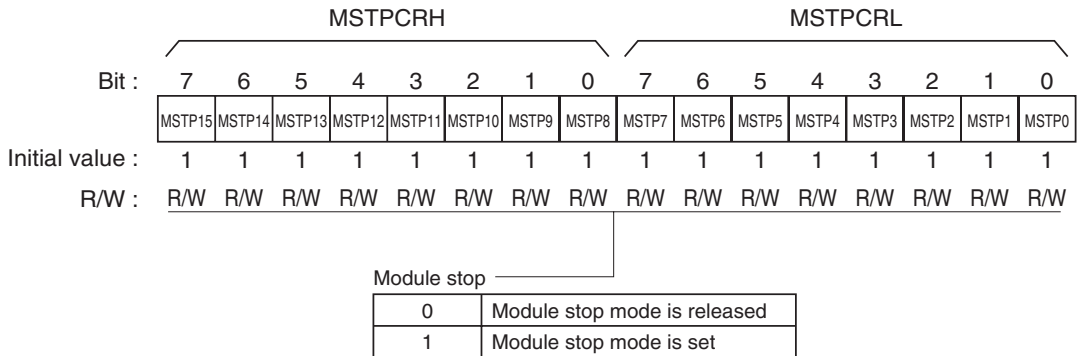 MSTPCRH MSTPCRL
Bit : 7 6 5 4 3 2 1 0 7 6 5 4 3 2 1 0
MSTP15 MSTP14 MSTP13 MSTP12 MSTP11 MSTP10 MSTP9 MSTP8 MSTP7 MSTP6 MSTP5 MSTP4 MSTP3 MSTP2 MSTP1 MSTP0
Initial value : 1 1 1 1 1 1 1 1 1 1 1 1 1 1 1 1
R/W : R/W R/W R/W R/W R/W R/W R/W R/W R/W R/W R/W R/W R/W R/W R/W R/W
Module stop
0 Module stop mode is released
1 Module stop mode is set